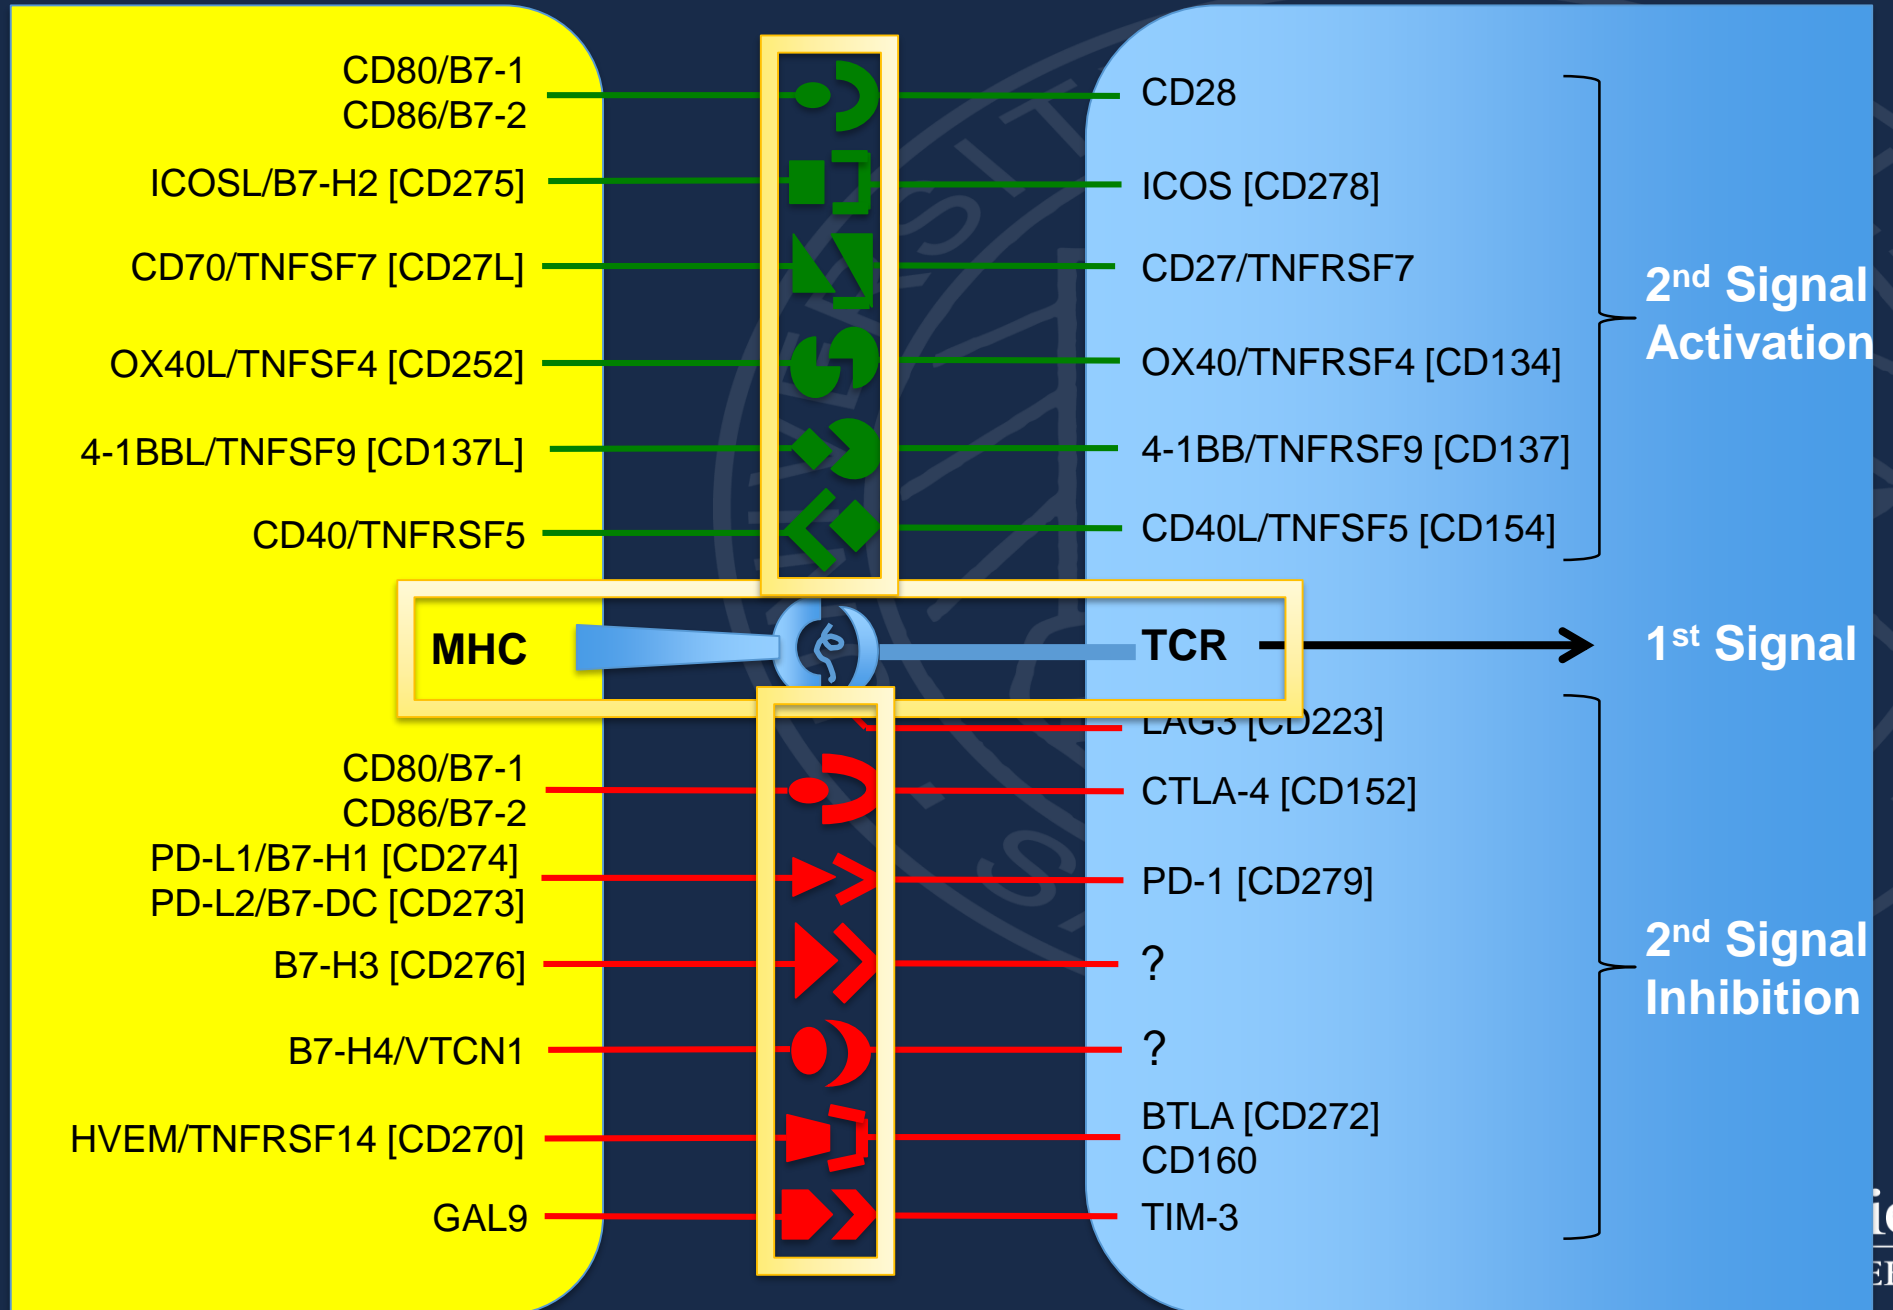 CD80/B7-1
CD86/B7-2
CD28
ICOSL/B7-H2 [CD275]
ICOS [CD278]
CD70/TNFSF7 [CD27L]
CD27/TNFRSF7
OX40L/TNFSF4 [CD252]
OX40/TNFRSF4 [CD134]
4-1BBL/TNFSF9 [CD137L]
4-1BB/TNFRSF9 [CD137]
CD40/TNFRSF5
CD40L/TNFSF5 [CD154]
2nd Signal
Activation
MHC
TCR
1st Signal
LAG3 [CD223]
CD80/B7-1
CD86/B7-2
CTLA-4 [CD152]
PD-L1/B7-H1 [CD274]
PD-L2/B7-DC [CD273]
PD-1 [CD279]
B7-H3 [CD276]
?
B7-H4/VTCN1
?
HVEM/TNFRSF14 [CD270]
BTLA [CD272]
CD160
GAL9
TIM-3
2nd Signal
Inhibition